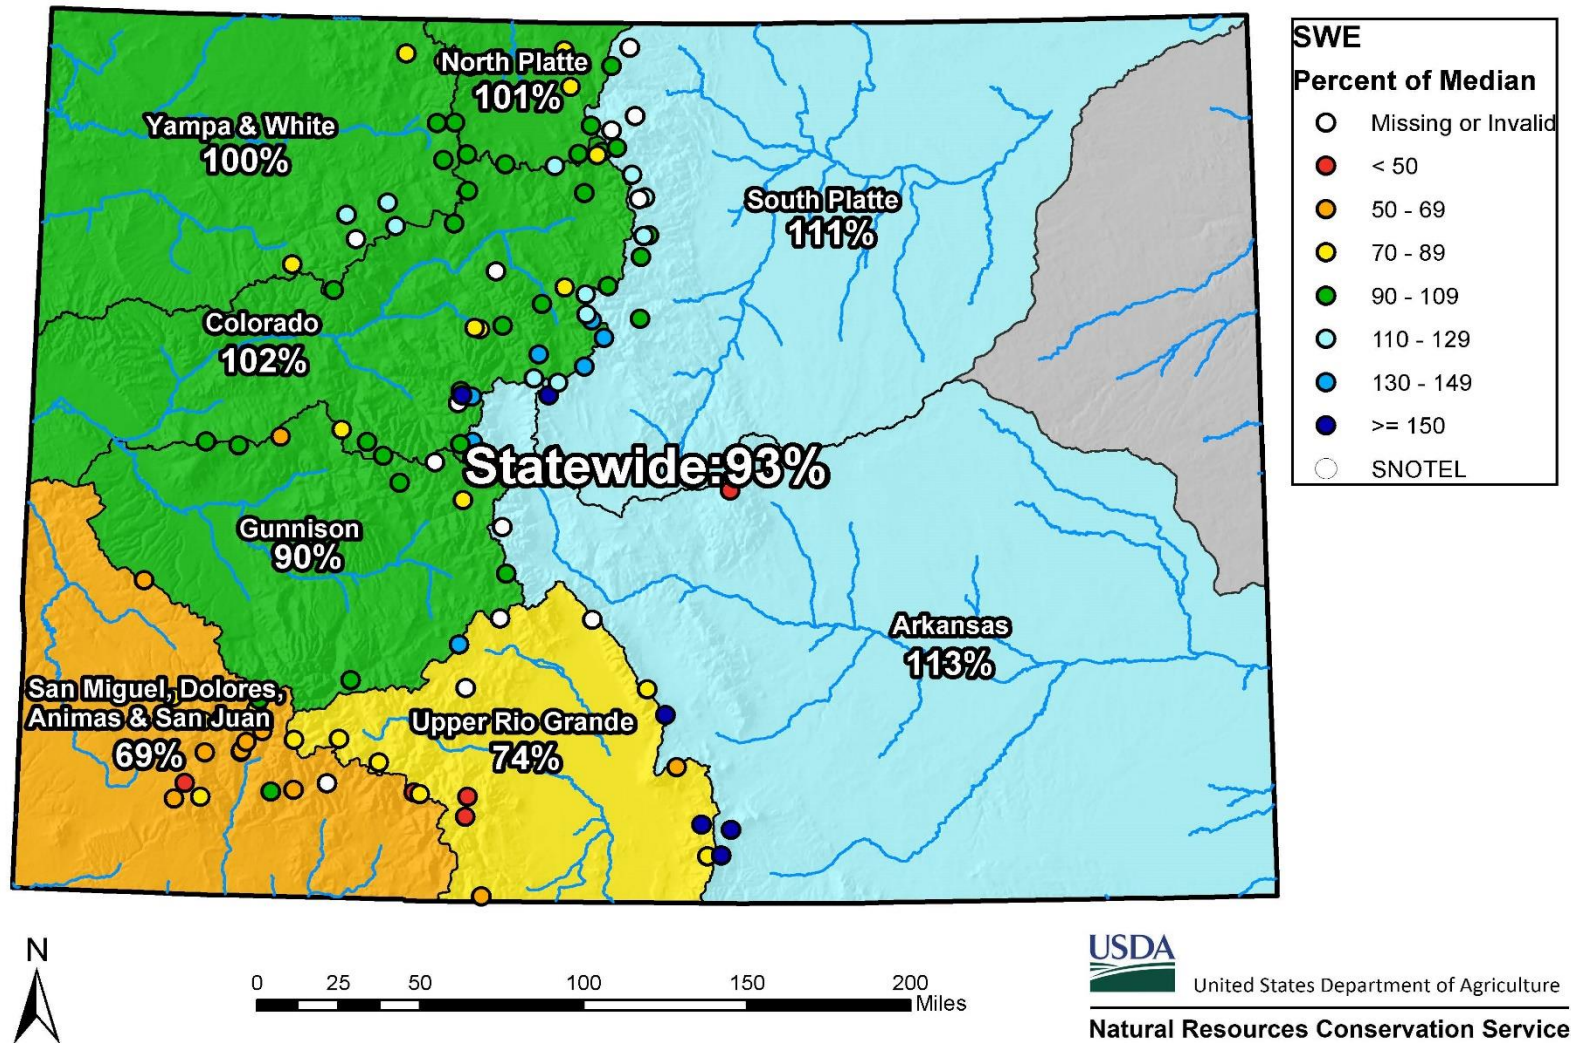 North Platte
101%
Yampa & White
100%
South Platte
111%
Colorado
102%
Statewide:93%
Gunnison
90%
Arkansas
113%
San Miguel, Dolores,
Animas & San Juan
69%
Upper Rio Grande
74%
SWE
Percent of Median
Missing or Invalid
< 50
50 - 69
70 - 89
90 - 109
110 - 129
130 - 149
>= 150
SNOTEL
N
0 25 50 100 150 200
Miles
USDA
United States Department of Agriculture
Natural Resources Conservation Service